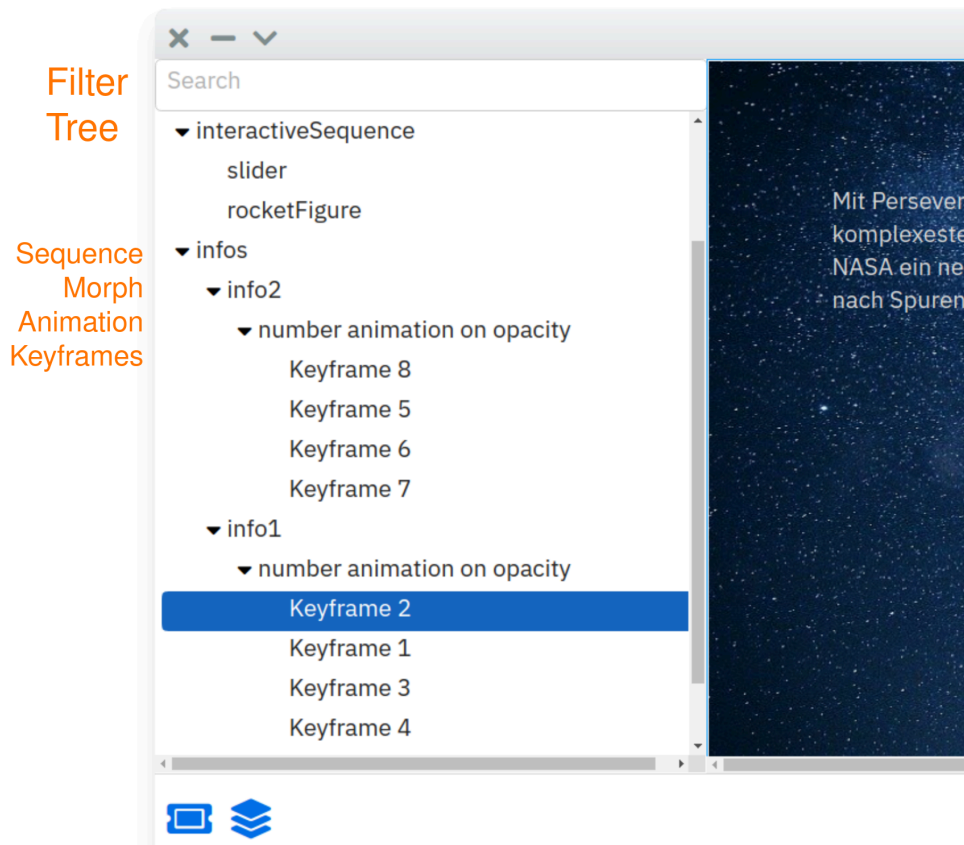 Filter
Tree
Sequence
Morph
Animation
Keyframes
Search
interactiveSequence
slider
rocketFigure
infos
info2
number animation on opacity
Keyframe 8
Keyframe 5
Keyframe 6
Keyframe 7
info1
number animation on opacity
Keyframe 2
Keyframe 1
Keyframe 3
Keyframe 4
Mit Persever
komplexeste
NASA ein ne
nach Spuren